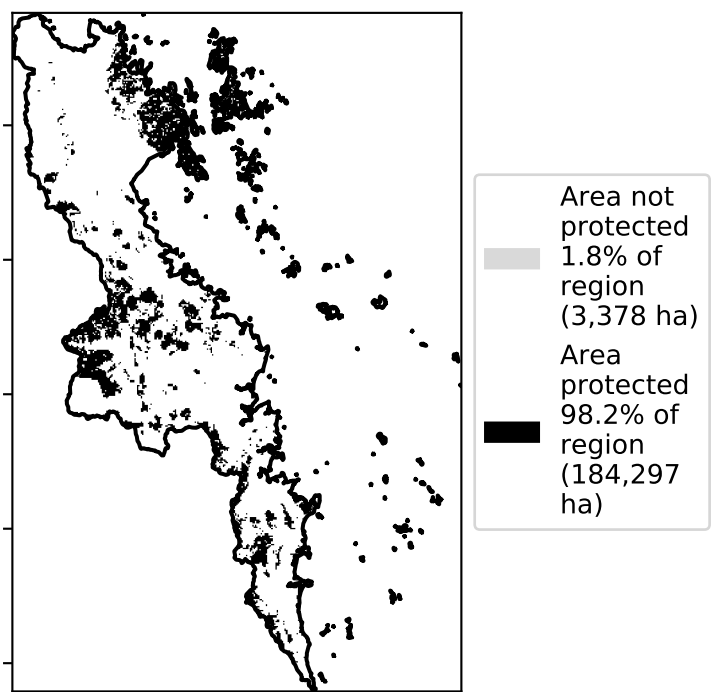 Area not
protected
1.8% of
region
(3,378 ha)
Area
protected
98.2% of
region
(184,297
ha)